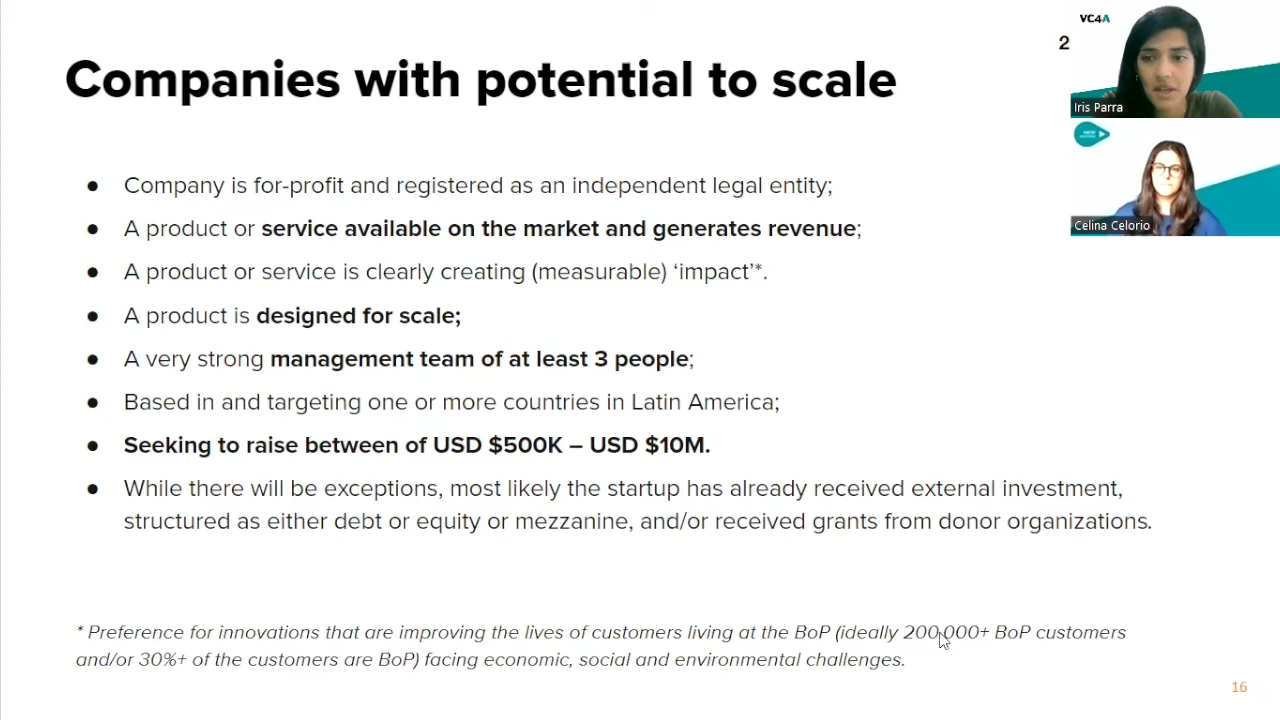 VC4A
2
Iris Parra
Celina Celorio
Companies with potential to scale
● Company is for-profit and registered as an independent legal entity;
● A product or service available on the market and generates revenue;
● A product or service is clearly creating (measurable) ‘impact’*.
● A product is designed for scale;
● A very strong management team of at least 3 people;
● Based in and targeting one or more countries in Latin America;
● Seeking to raise between of USD $500K – USD $10M.
● While there will be exceptions, most likely the startup has already received external investment,
structured as either debt or equity or mezzanine, and/or received grants from donor organizations.
* Preference for innovations that are improving the lives of customers living at the BoP (ideally 200,000+ BoP customers
and/or 30%+ of the customers are BoP) facing economic, social and environmental challenges.
16